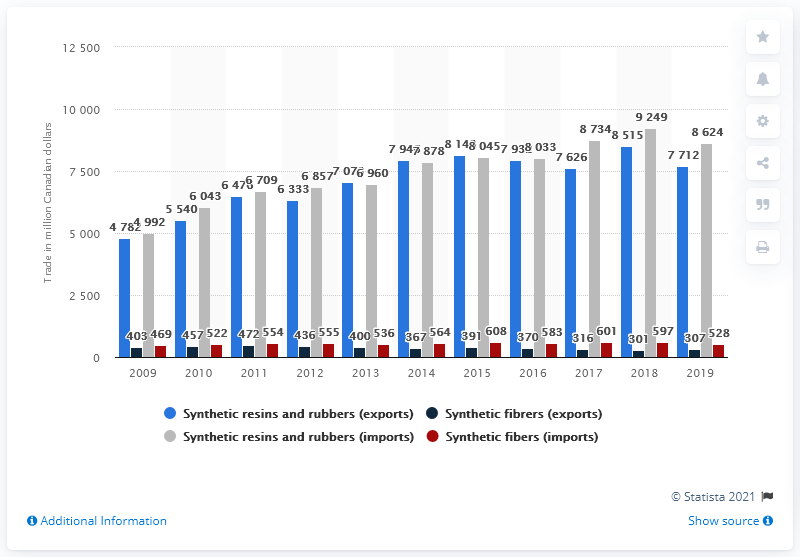 12 500
10 000
7 500
5 000
2 500
0
Trade in million Canadian dollars
4 782 4 992
5 540 6 043
6 709
6 333 6 857
6 960
7 878
8 045
8 033
7 626 8 734
8 515 9 249
7 712 8 624
403 469
457 522
472 554
436 555
400 536
367 564
391 608
370 583
316 601
301 597
307 528
2009 2010 2011 2012 2013 2014 2015 2016 2017 2018 2019
Synthetic resins and rubbers (exports) Synthetic fibrers (exports)
Synthetic resins and rubbers (imports) Synthetic fibers (imports)
© Statista 2021
Additional Information Show source